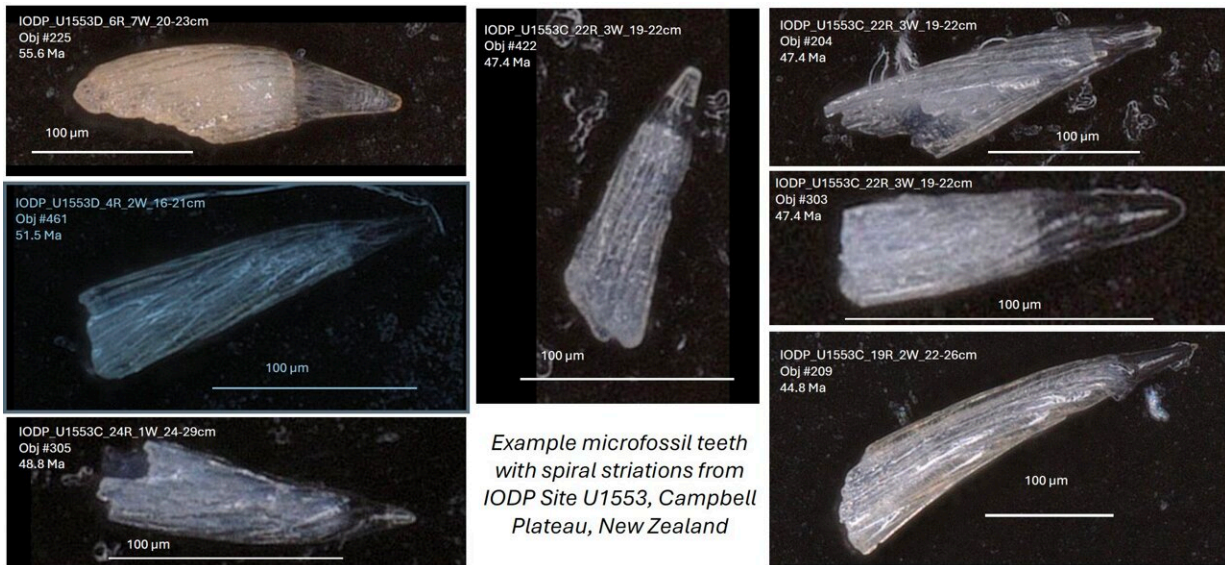 IODP_U1553D_6R_7W_20-23cm
Obj #225
55.6 Ma
100 µm
IODP_U1553D_4R_2W_16-21cm
Obj #461
51.5 Ma
100 µm
IODP_U1553C_24R_1W_24-29cm
Obj #305
48.8 Ma
100 µm
IODP_U1553C_22R_3W_19-22cm
Obj #422
47.4 Ma
100 µm
Example microfossil teeth
with spiral striations from
IODP Site U1553, Campbell
Plateau, New Zealand
IODP_U1553C_22R_3W_19-22cm
Obj #204
47.4 Ma
100 µm
IODP_U1553C_22R_3W_19-22cm
Obj #303
47.4 Ma
100 µm
IODP_U1553C_19R_2W_22-26cm
Obj #209
44.8 Ma
100 µm